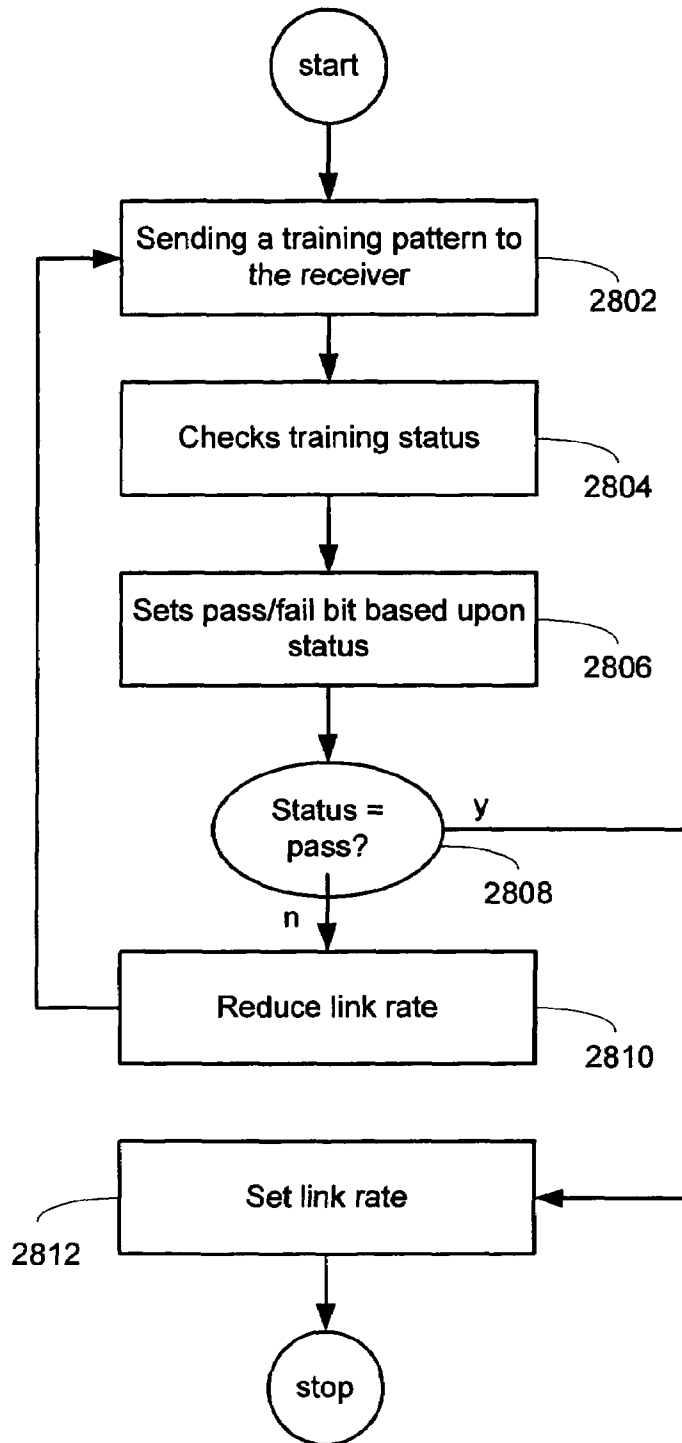 start
Sending a training pattern to
the receiver
2802
Checks training status
2804
Sets pass/fail bit based upon
status
2806
Status =
pass?
y
2808
n
Reduce link rate
2810
Set link rate
2812
stop